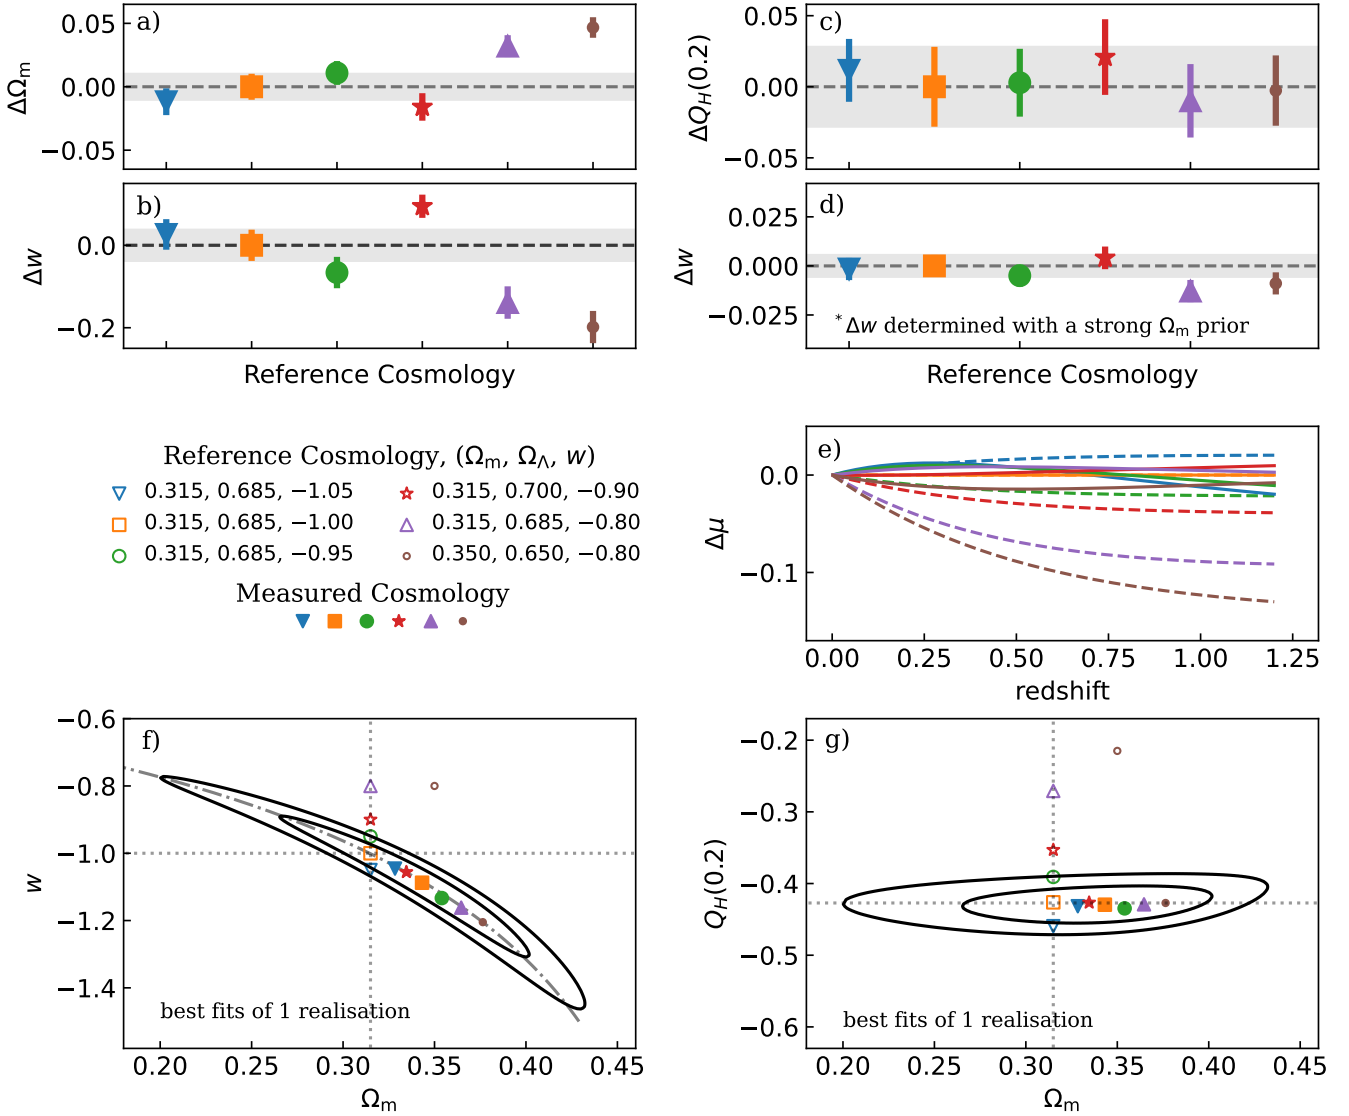 a)
0.05
0.00
−0.05
ΔΩm
b)
0.0
−0.2
Δw
Reference Cosmology
c)
0.05
0.00
−0.05
ΔQH(0.2)
d)
0.025
0.000
−0.025
Δw
*Δw determined with a strong Ωm prior
Reference Cosmology
Reference Cosmology, (Ωm, ΩΛ, w)
0.315, 0.685, −1.05
0.315, 0.685, −1.00
0.315, 0.685, −0.95
0.315, 0.700, −0.90
0.315, 0.685, −0.80
0.350, 0.650, −0.80
Measured Cosmology
e)
0.0
−0.1
Δμ
0.00 0.25 0.50 0.75 1.00 1.25
redshift
f)
−0.6
−0.8
−1.0
−1.2
−1.4
w
best fits of 1 realisation
0.20 0.25 0.30 0.35 0.40 0.45
Ωm
g)
−0.2
−0.3
−0.4
−0.5
−0.6
QH(0.2)
best fits of 1 realisation
0.20 0.25 0.30 0.35 0.40 0.45
Ωm